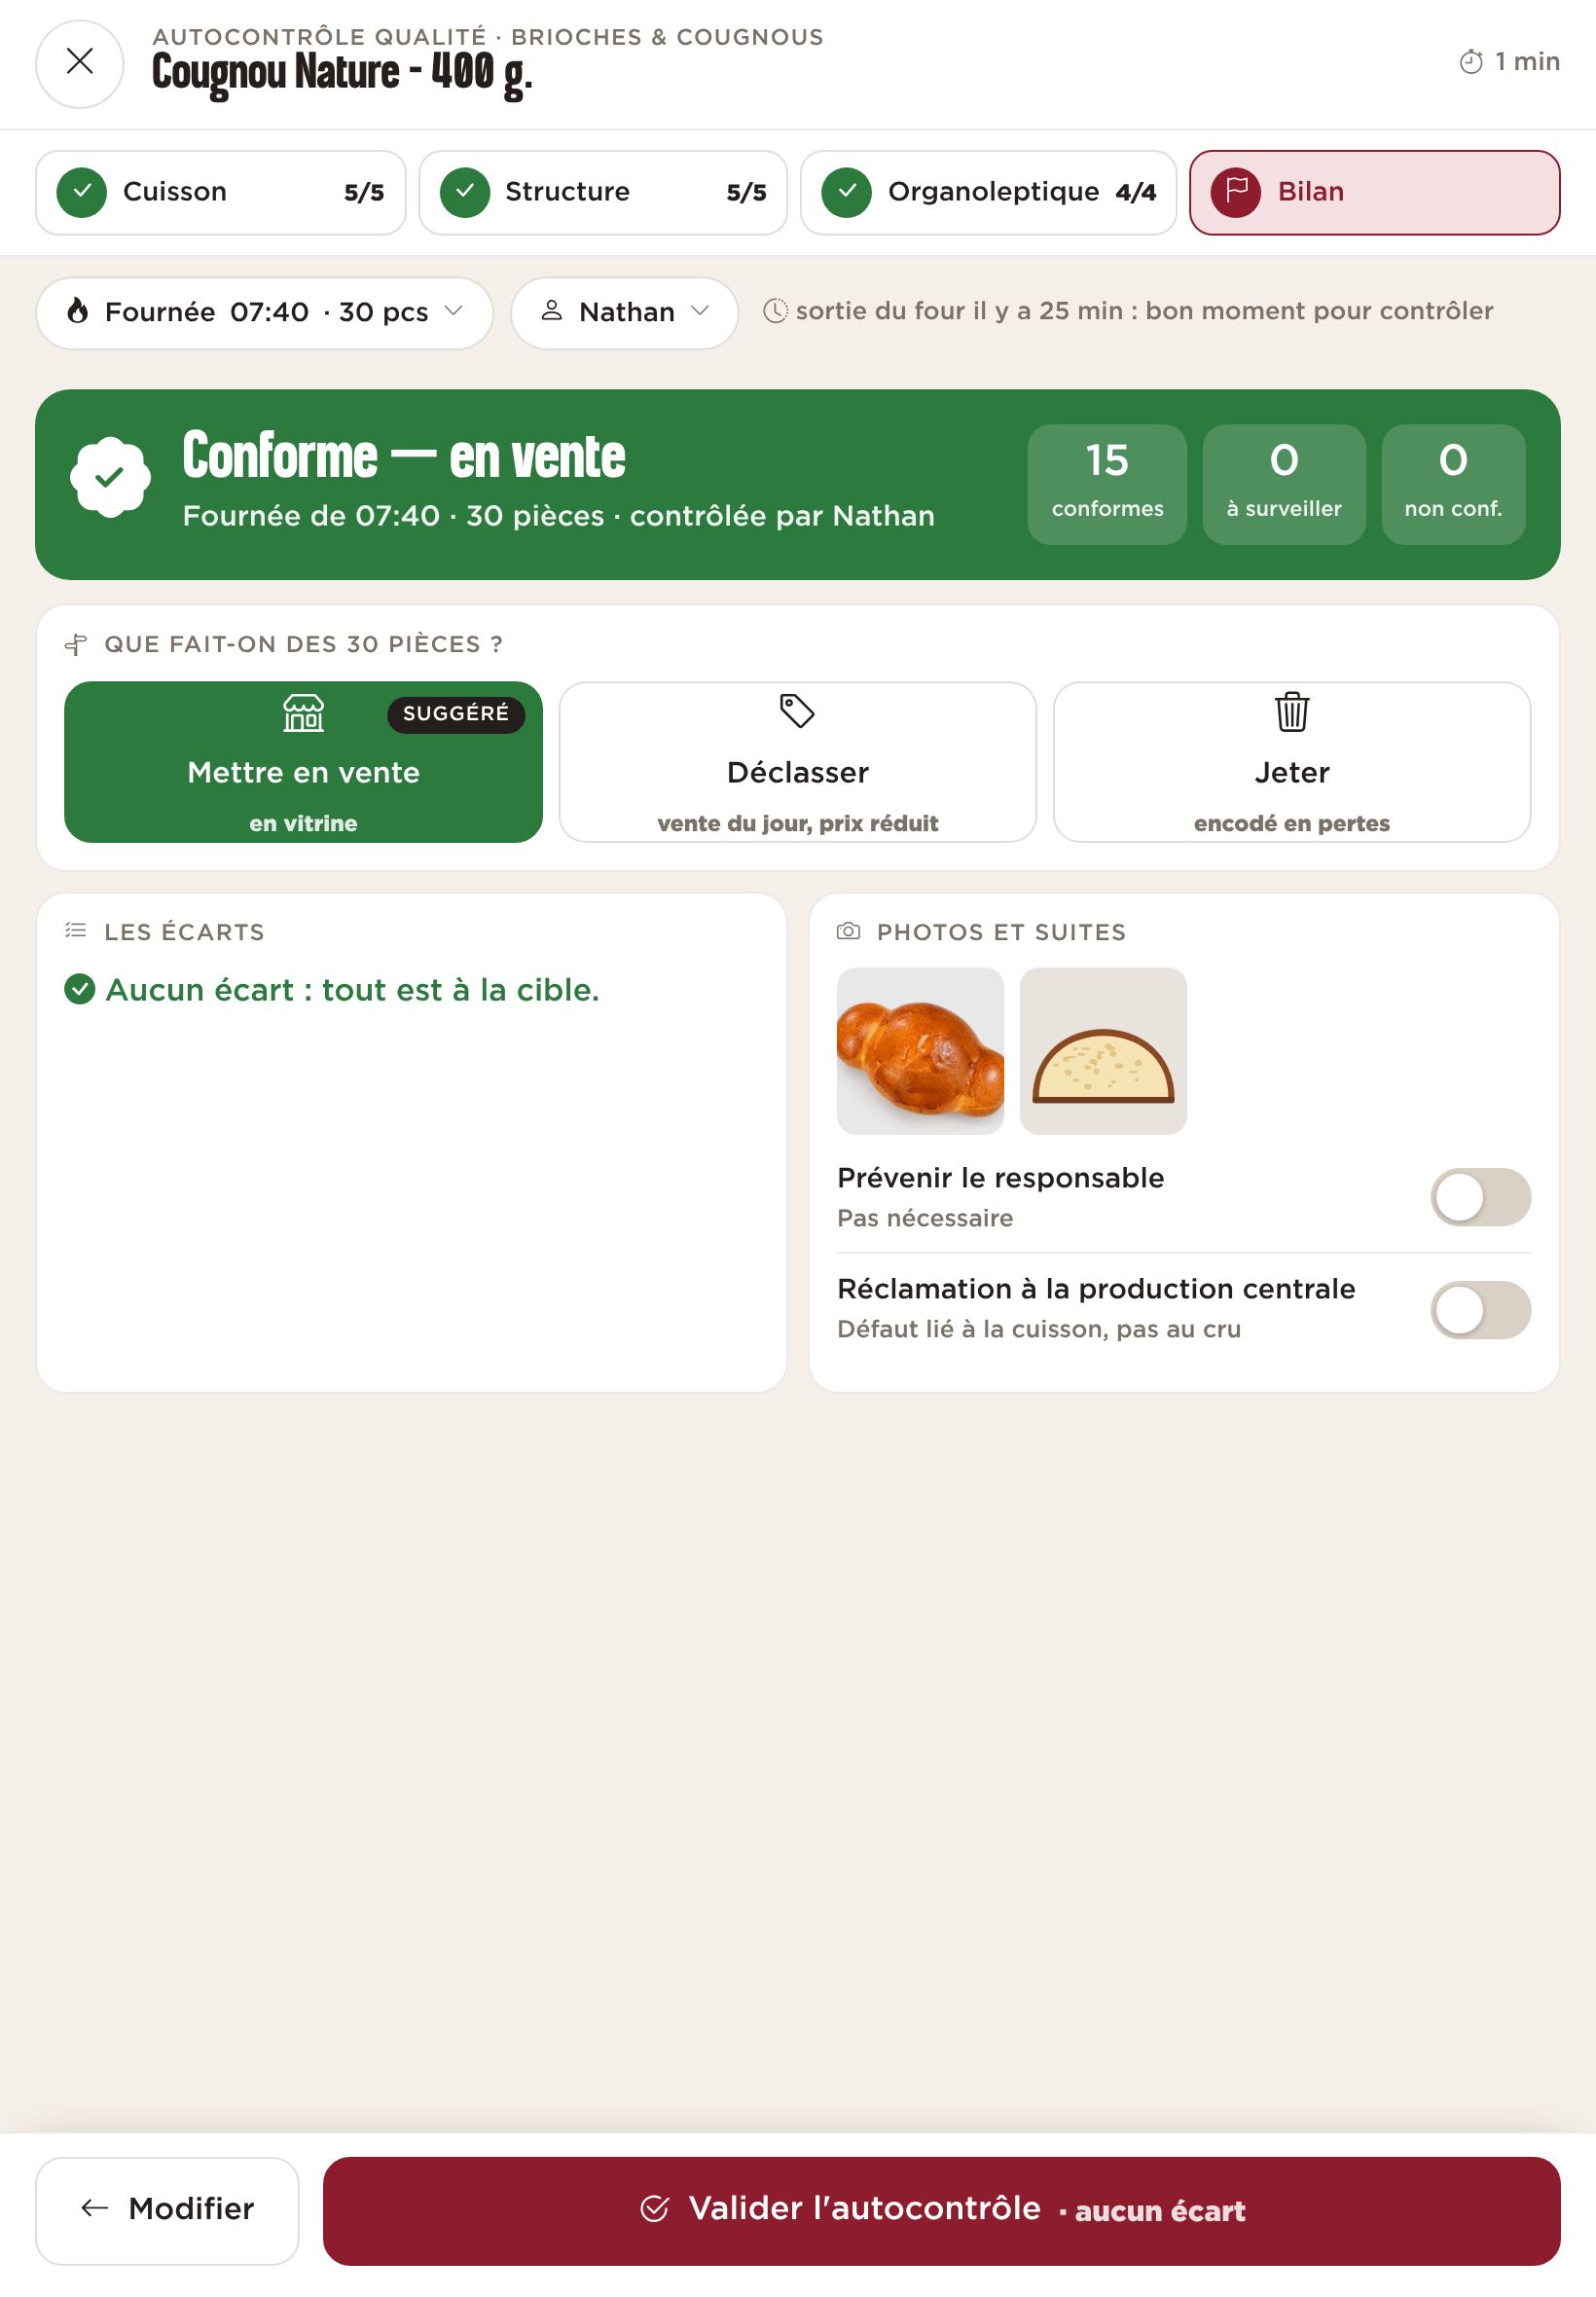 AUTOCONTRÔLE QUALITÉ · BRIOCHES & COUGNOUS
Cougnou Nature - 400 g.
1 min
Cuisson 5/5
Structure 5/5
Organoleptique 4/4
Bilan
Fournée 07:40 · 30 pcs
Nathan
sortie du four il y a 25 min : bon moment pour contrôler
Conforme — en vente
Fournée de 07:40 · 30 pièces · contrôlée par Nathan
15
conformes
0
à surveiller
0
non conf.
QUE FAIT-ON DES 30 PIÈCES ?
SUGGÉRÉ
Mettre en vente
en vitrine
Déclasser
vente du jour, prix réduit
Jeter
encodé en pertes
LES ÉCARTS
Aucun écart : tout est à la cible.
PHOTOS ET SUITES
Prévenir le responsable
Pas nécessaire
Réclamation à la production centrale
Défaut lié à la cuisson, pas au cru
Modifier
Valider l'autocontrôle · aucun écart